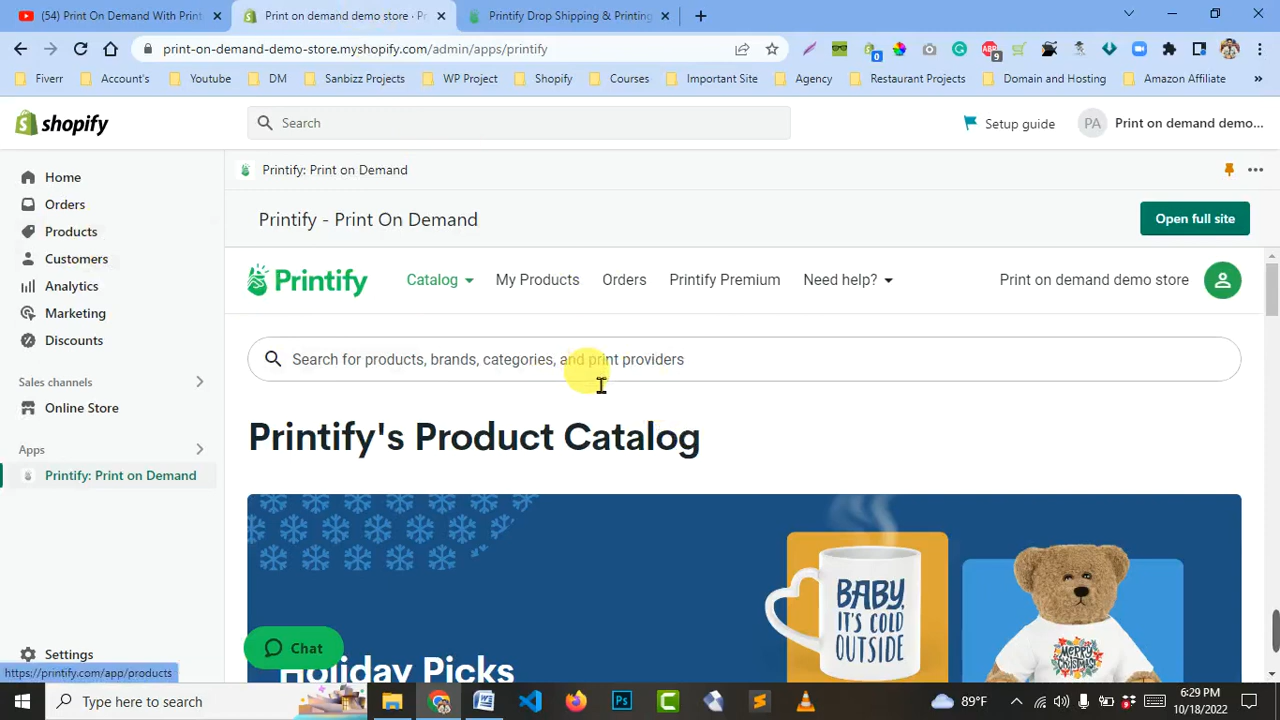 (54) Print On Demand With Print
Print on demand demo store · Pr
Printify Drop Shipping & Printing
print-on-demand-demo-store.myshopify.com/admin/apps/printify
0
ABP
9
Fiverr
Account's
Youtube
DM
Sanbizz Projects
WP Project
Shopify
Courses
Important Site
Agency
Restaurant Projects
Domain and Hosting
Amazon Affiliate
»
shopify
Search
Setup guide
PA
Print on demand demo...
Home
Orders
Products
Customers
Analytics
Marketing
Discounts
Sales channels
Online Store
Apps
Printify: Print on Demand
Settings
https://printify.com/app/products
Printify: Print on Demand
Printify - Print On Demand
Open full site
Printify
Catalog
My Products
Orders
Printify Premium
Need help?
Print on demand demo store
Search for products, brands, categories, and print providers
Printify's Product Catalog
BABY,
IT'S COLD
OUTSIDE
MERRY
CHRISTMAS
Holiday Picks
Chat
Type here to search
89°F
6:29 PM
10/18/2022